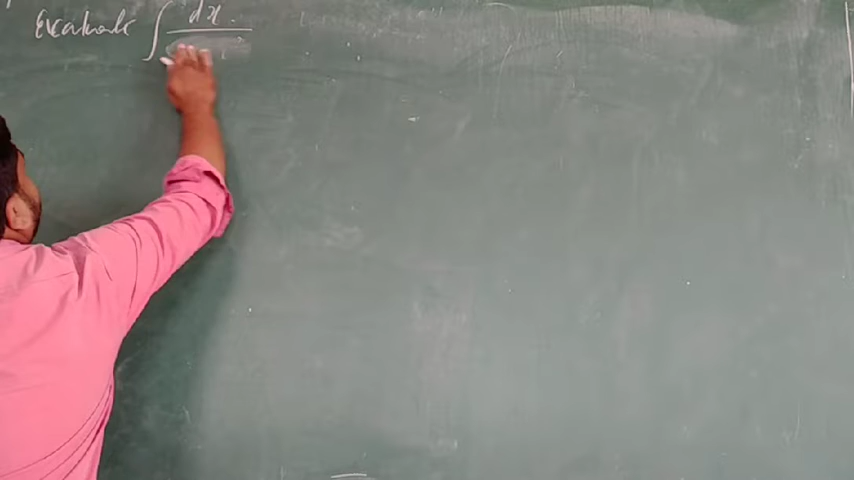 Evaluate ∫ dx